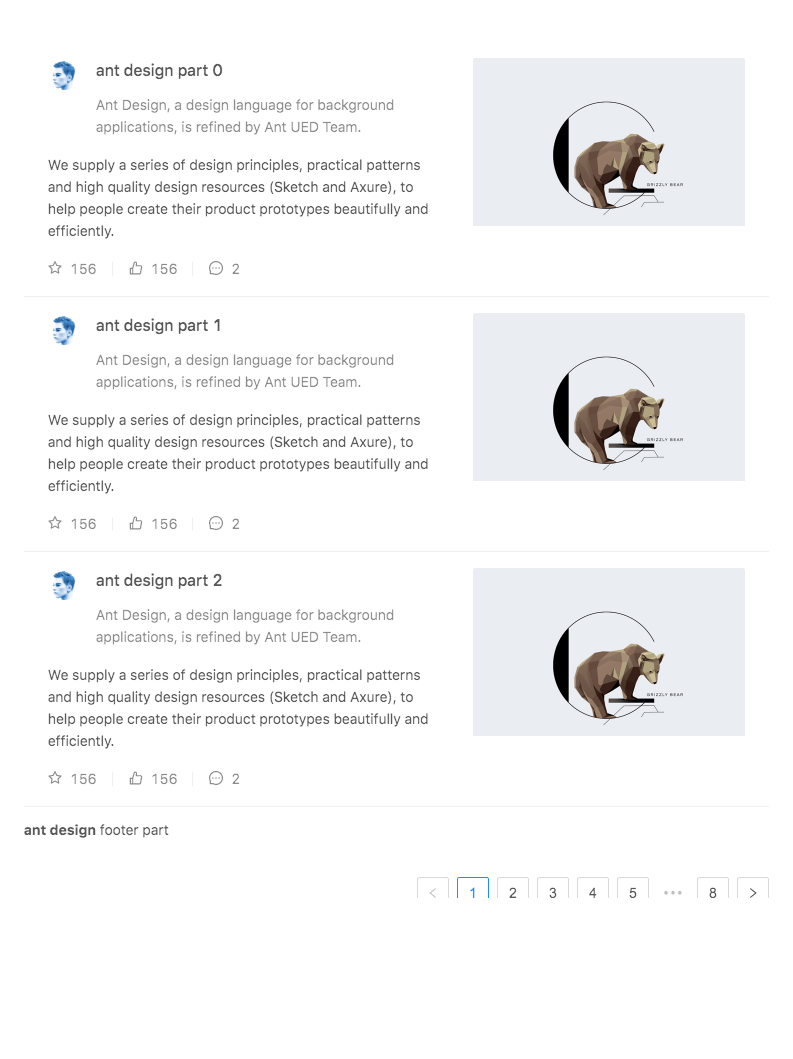 ant design part 0
Ant Design, a design language for background
applications, is refined by Ant UED Team.
We supply a series of design principles, practical patterns
and high quality design resources (Sketch and Axure), to
help people create their product prototypes beautifully and
efficiently.
156 156 2
GRIZZLY BEAR
ant design part 1
Ant Design, a design language for background
applications, is refined by Ant UED Team.
We supply a series of design principles, practical patterns
and high quality design resources (Sketch and Axure), to
help people create their product prototypes beautifully and
efficiently.
156 156 2
GRIZZLY BEAR
ant design part 2
Ant Design, a design language for background
applications, is refined by Ant UED Team.
We supply a series of design principles, practical patterns
and high quality design resources (Sketch and Axure), to
help people create their product prototypes beautifully and
efficiently.
156 156 2
GRIZZLY BEAR
ant design footer part
< 1 2 3 4 5 ••• 8 >